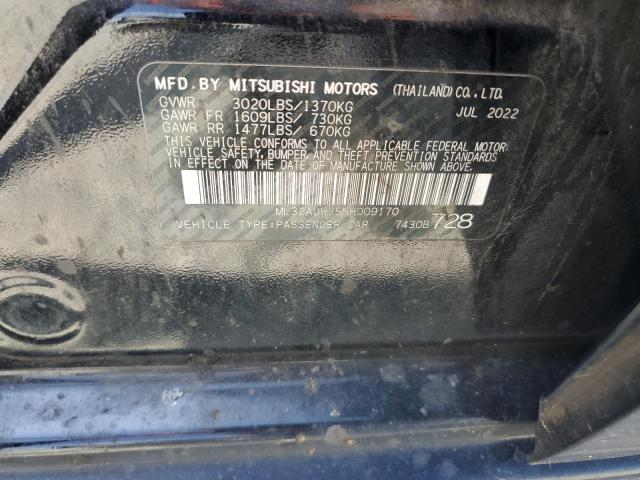 MFD.BY MITSUBISHI MOTORS (THAILAND)CO.,LTD.
GVWR 3020LBS/1370KG JUL 2022
GAWR FR 1609LBS/ 730KG
GAWR RR 1477LBS/ 670KG
THIS VEHICLE CONFORMS TO ALL APPLICABLE FEDERAL MOTOR
VEHICLE SAFETY, BUMPER, AND THEFT PREVENTION STANDARDS
IN EFFECT ON THE DATE OF MANUFACTURE SHOWN ABOVE.
ML32AUHJ5NH009170
VEHICLE TYPE:PASSENGER CAR 7430B 728